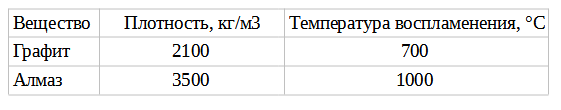 Вещество Плотность, кг/м3 Температура воспламенения, °С
Графит 2100 700
Алмаз 3500 1000